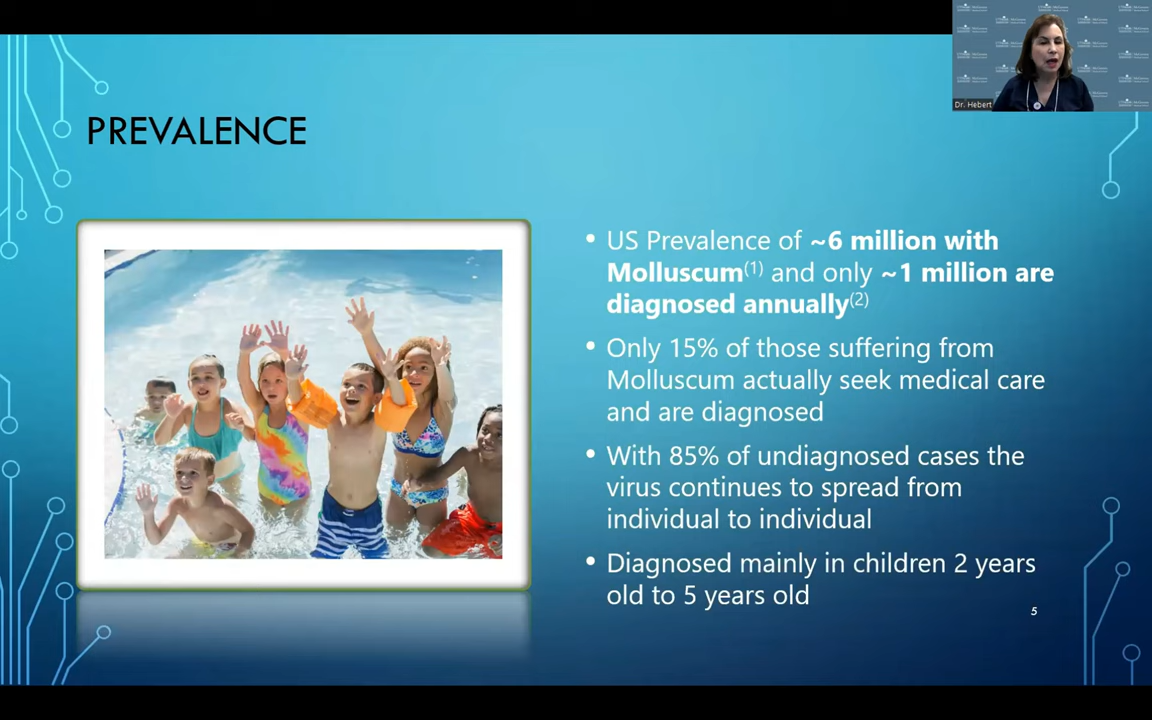 Dr. Hebert
PREVALENCE
• US Prevalence of ~6 million with
Molluscum(1) and only ~1 million are
diagnosed annually(2)
• Only 15% of those suffering from
Molluscum actually seek medical care
and are diagnosed
• With 85% of undiagnosed cases the
virus continues to spread from
individual to individual
• Diagnosed mainly in children 2 years
old to 5 years old
5